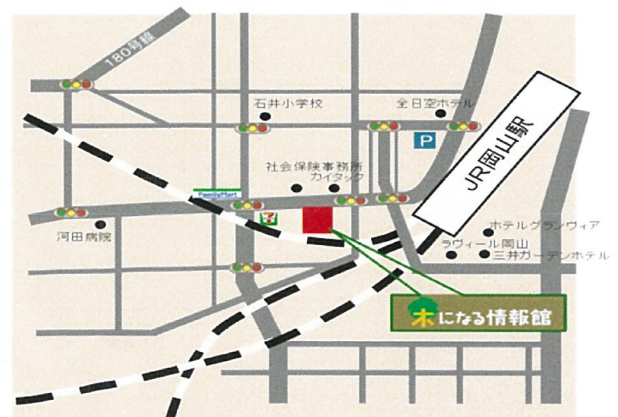 180号線
石井小学校
全日空ホテル
P
JR岡山駅
社会保険事務所
カイタック
FamilyMart
7
河田病院
ホテルグランヴィア
ラヴィール岡山
三井ガーデンホテル
木になる情報館